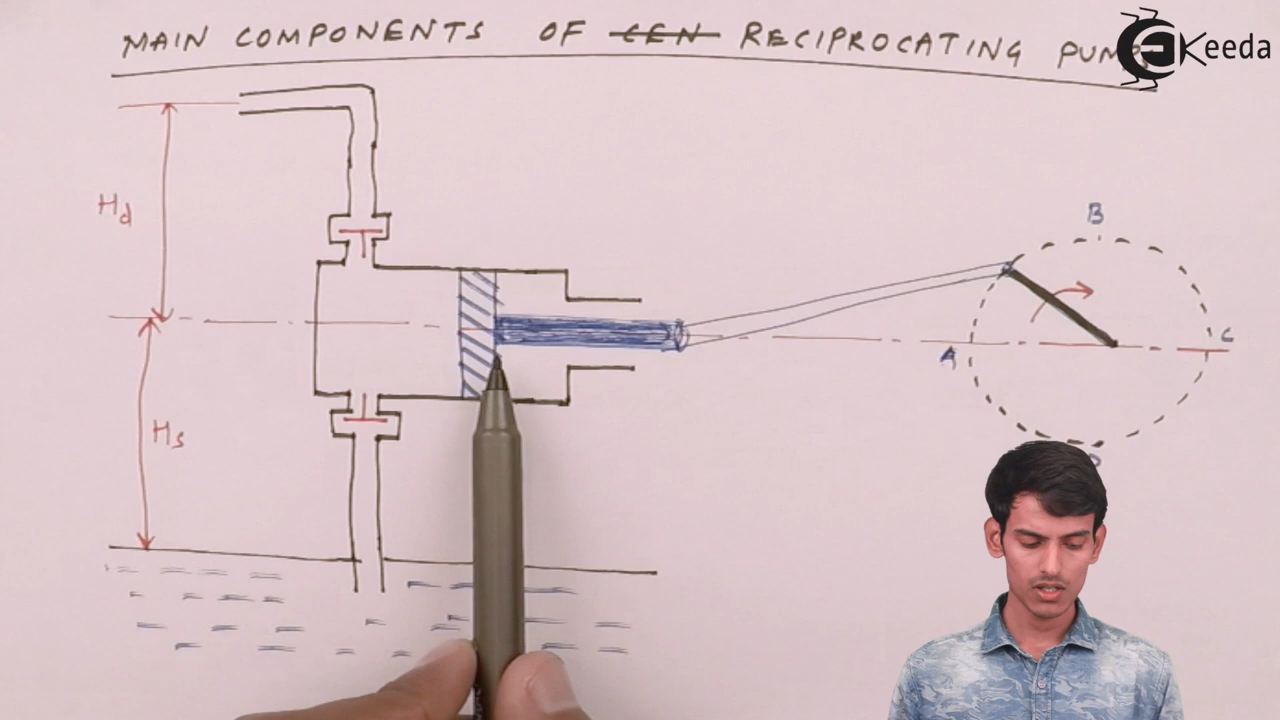 MAIN COMPONENTS OF CEN RECIPROCATING PUMP
Keeda
B
Hd
A
C
Hs